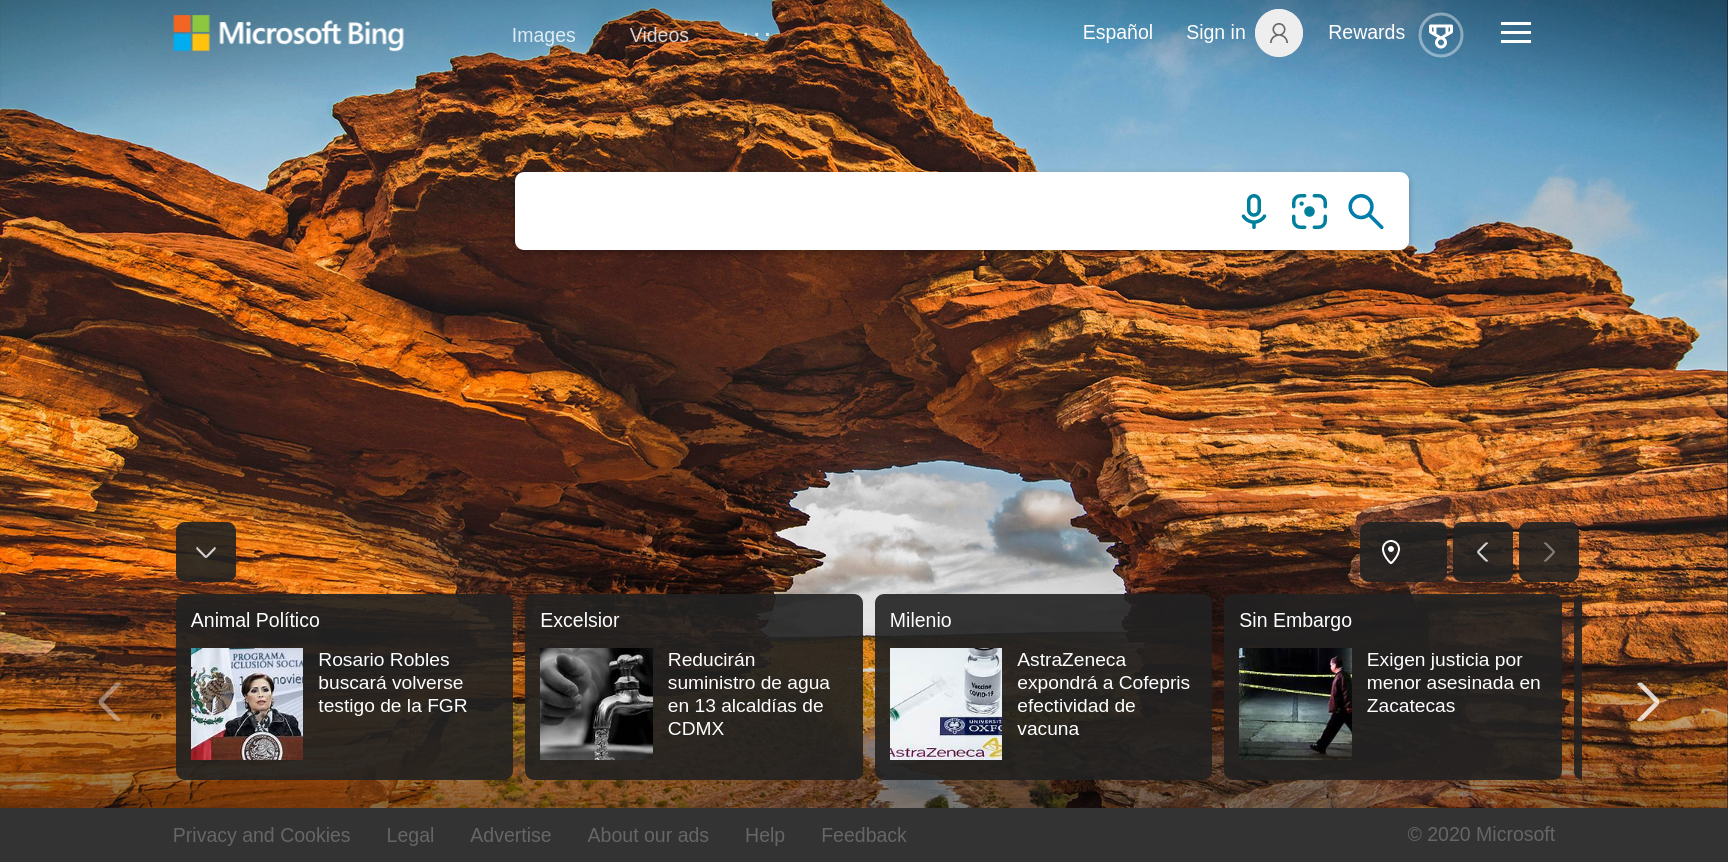 Microsoft Bing
Images
Videos
...
Español
Sign in
Rewards
Animal Político
Rosario Robles
buscará volverse
testigo de la FGR
PROGRAMA
Excelsior
Reducirán
suministro de agua
en 13 alcaldías de
CDMX
Milenio
AstraZeneca
expondrá a Cofepris
efectividad de
vacuna
Vaccine
COVID-19
AstraZeneca
Sin Embargo
Exigen justicia por
menor asesinada en
Zacatecas
Privacy and Cookies
Legal
Advertise
About our ads
Help
Feedback
© 2020 Microsoft